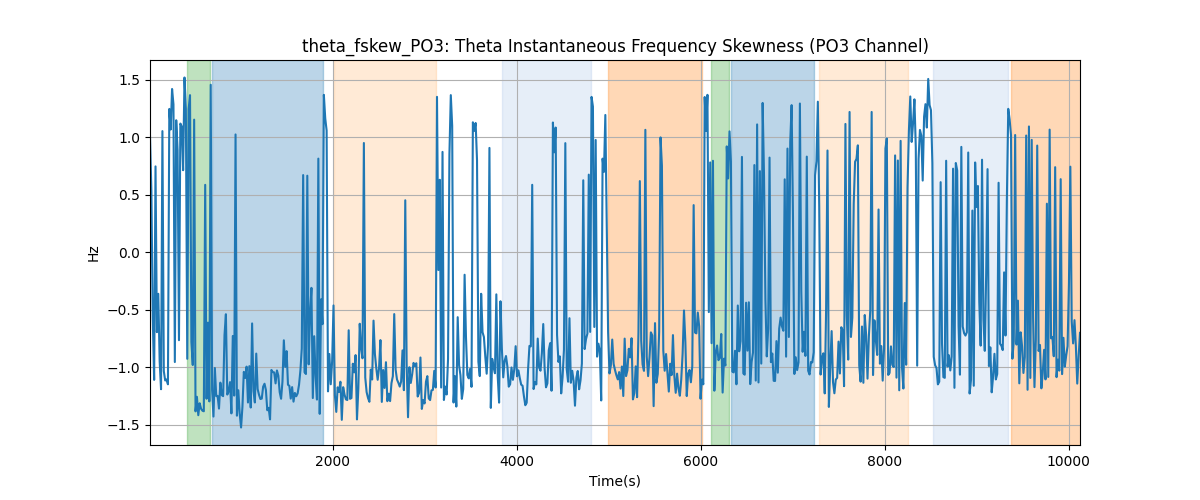 theta_fskew_PO3: Theta Instantaneous Frequency Skewness (PO3 Channel)
1.5
1.0
0.5
0.0
−0.5
−1.0
−1.5
Hz
2000 4000 6000 8000 10000
Time(s)